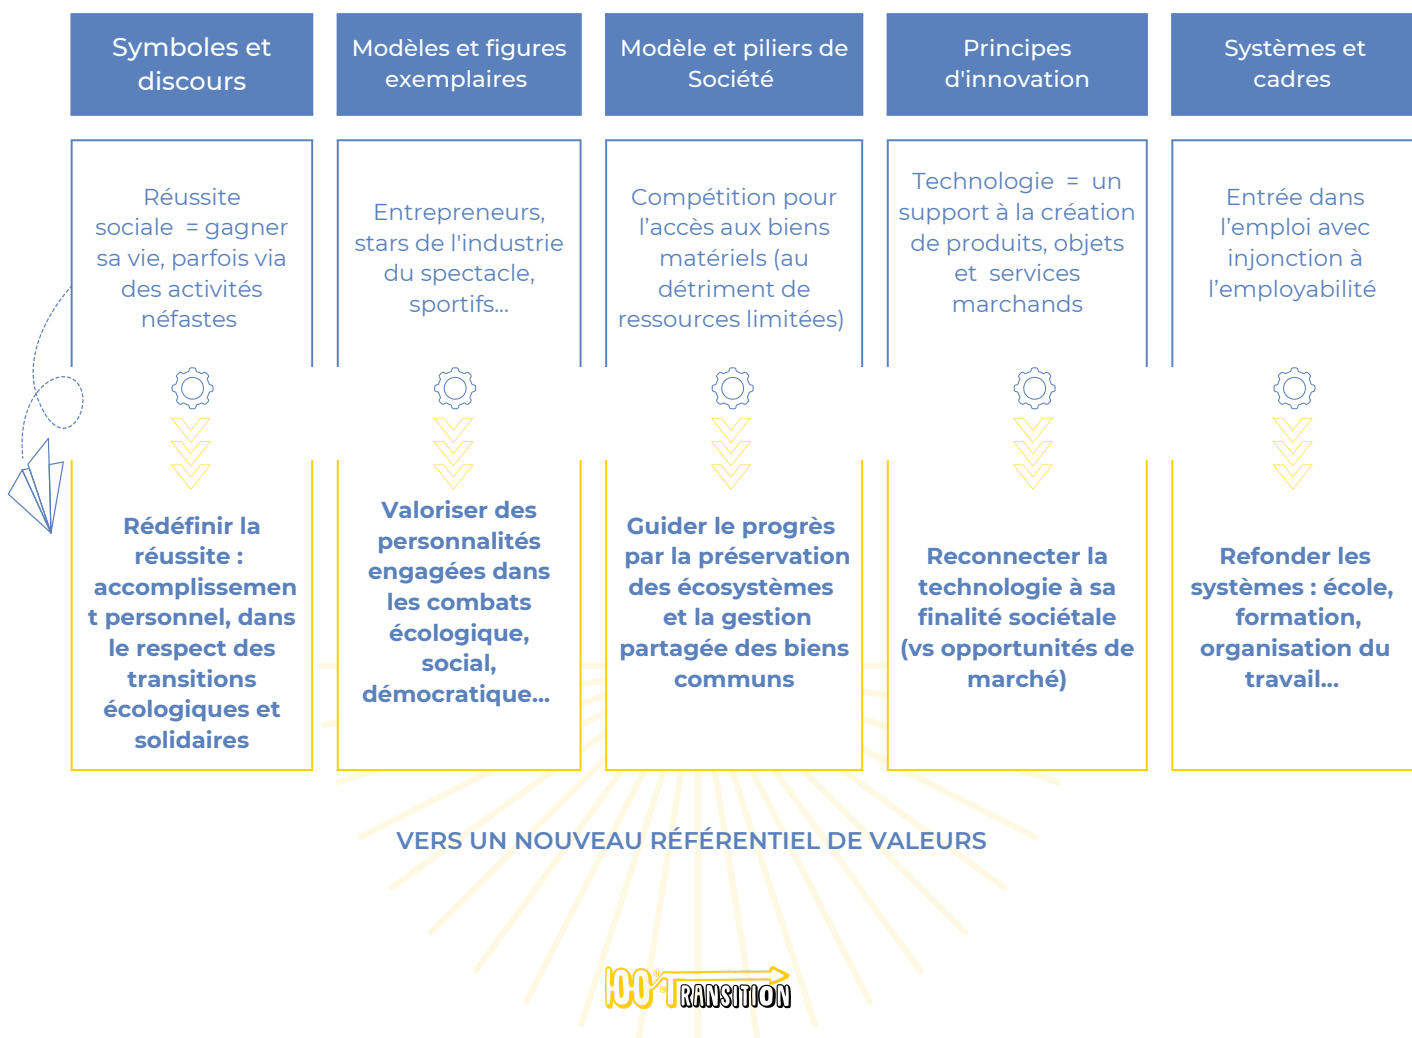 Symboles et
discours
Modèles et figures
exemplaires
Modèle et piliers de
Société
Principes
d'innovation
Systèmes et
cadres
Réussite
sociale = gagner
sa vie, parfois via
des activités
néfastes
Entrepreneurs,
stars de l'industrie
du spectacle,
sportifs...
Compétition pour
l’accès aux biens
matériels (au
détriment de
ressources limitées)
Technologie = un
support à la création
de produits, objets
et services
marchands
Entrée dans
l’emploi avec
injonction à
l’employabilité
Rédéfinir la
réussite :
accomplissemen
t personnel, dans
le respect des
transitions
écologiques et
solidaires
Valoriser des
personnalités
engagées dans
les combats
écologique,
social,
démocratique...
Guider le progrès
par la préservation
des écosystèmes
et la gestion
partagée des biens
communs
Reconnecter la
technologie à sa
finalité sociétale
(vs opportunités de
marché)
Refonder les
systèmes : école,
formation,
organisation du
travail...
VERS UN NOUVEAU RÉFÉRENTIEL DE VALEURS
100% TRANSITION